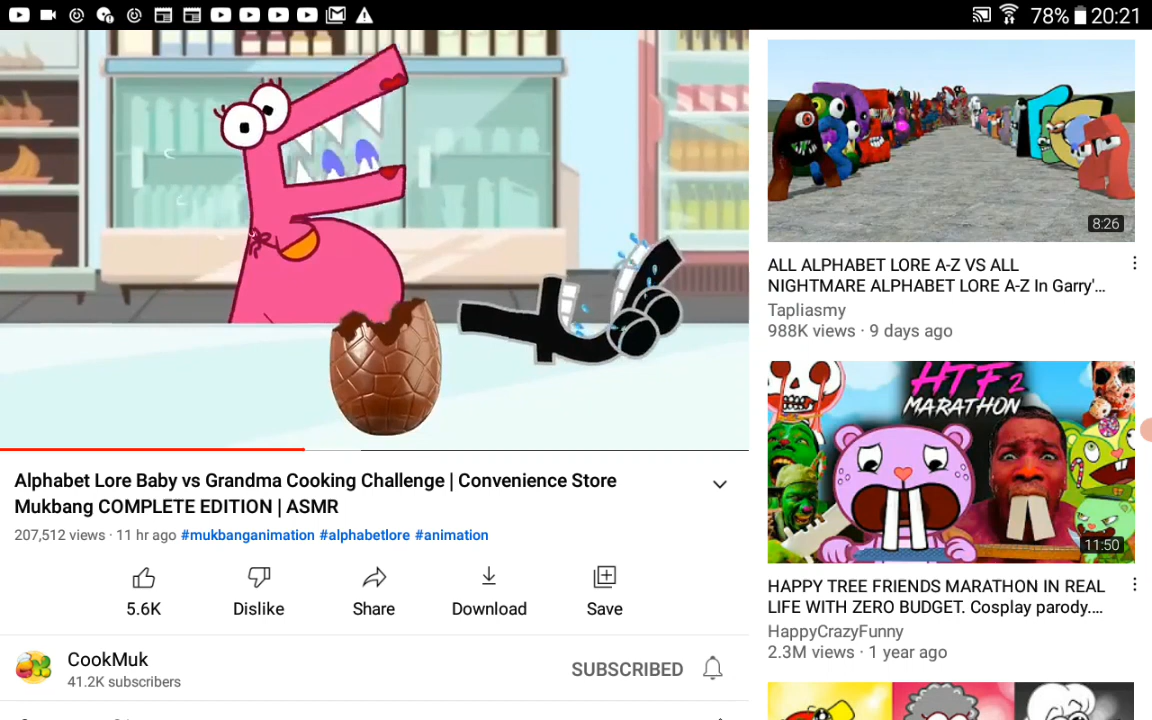 78% 20:21
8:26
ALL ALPHABET LORE A-Z VS ALL
NIGHTMARE ALPHABET LORE A-Z In Garry'...
Tapliasmy
988K views · 9 days ago
HTF 2
MARATHON
11:50
HAPPY TREE FRIENDS MARATHON IN REAL
LIFE WITH ZERO BUDGET. Cosplay parody....
HappyCrazyFunny
2.3M views · 1 year ago
Alphabet Lore Baby vs Grandma Cooking Challenge | Convenience Store
Mukbang COMPLETE EDITION | ASMR
207,512 views · 11 hr ago #mukbanganimation #alphabetlore #animation
5.6K Dislike Share Download Save
CookMuk
41.2K subscribers
SUBSCRIBED